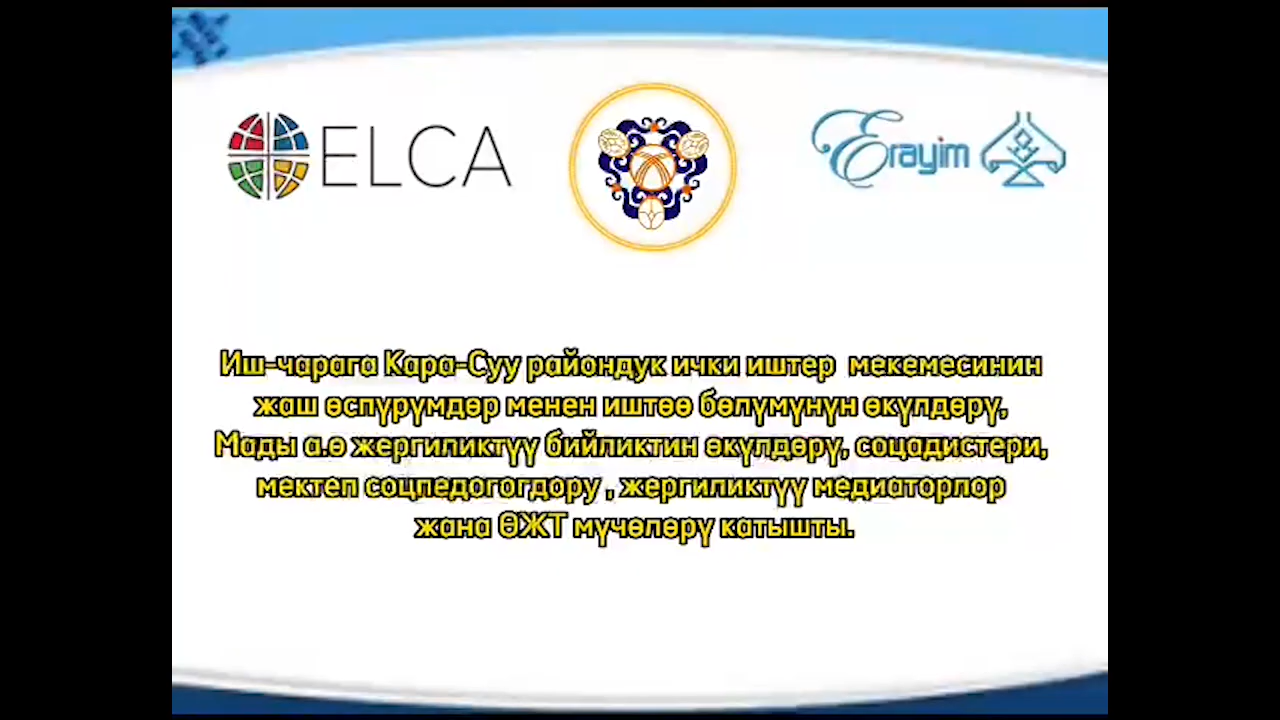 ELCA
Erayim
Иш-чарага Кара-Суу райондук ички иштер мекемесинин
жаш өспүрүмдөр менен иштөө бөлүмүнүн өкүлдөрү,
Мады а.ө жергиликтүү бийликтин өкүлдөрү, соцадистери,
мектеп соцпедогогдору , жергиликтүү медиаторлор
жана ӨЖТ мүчөлөрү катышты.